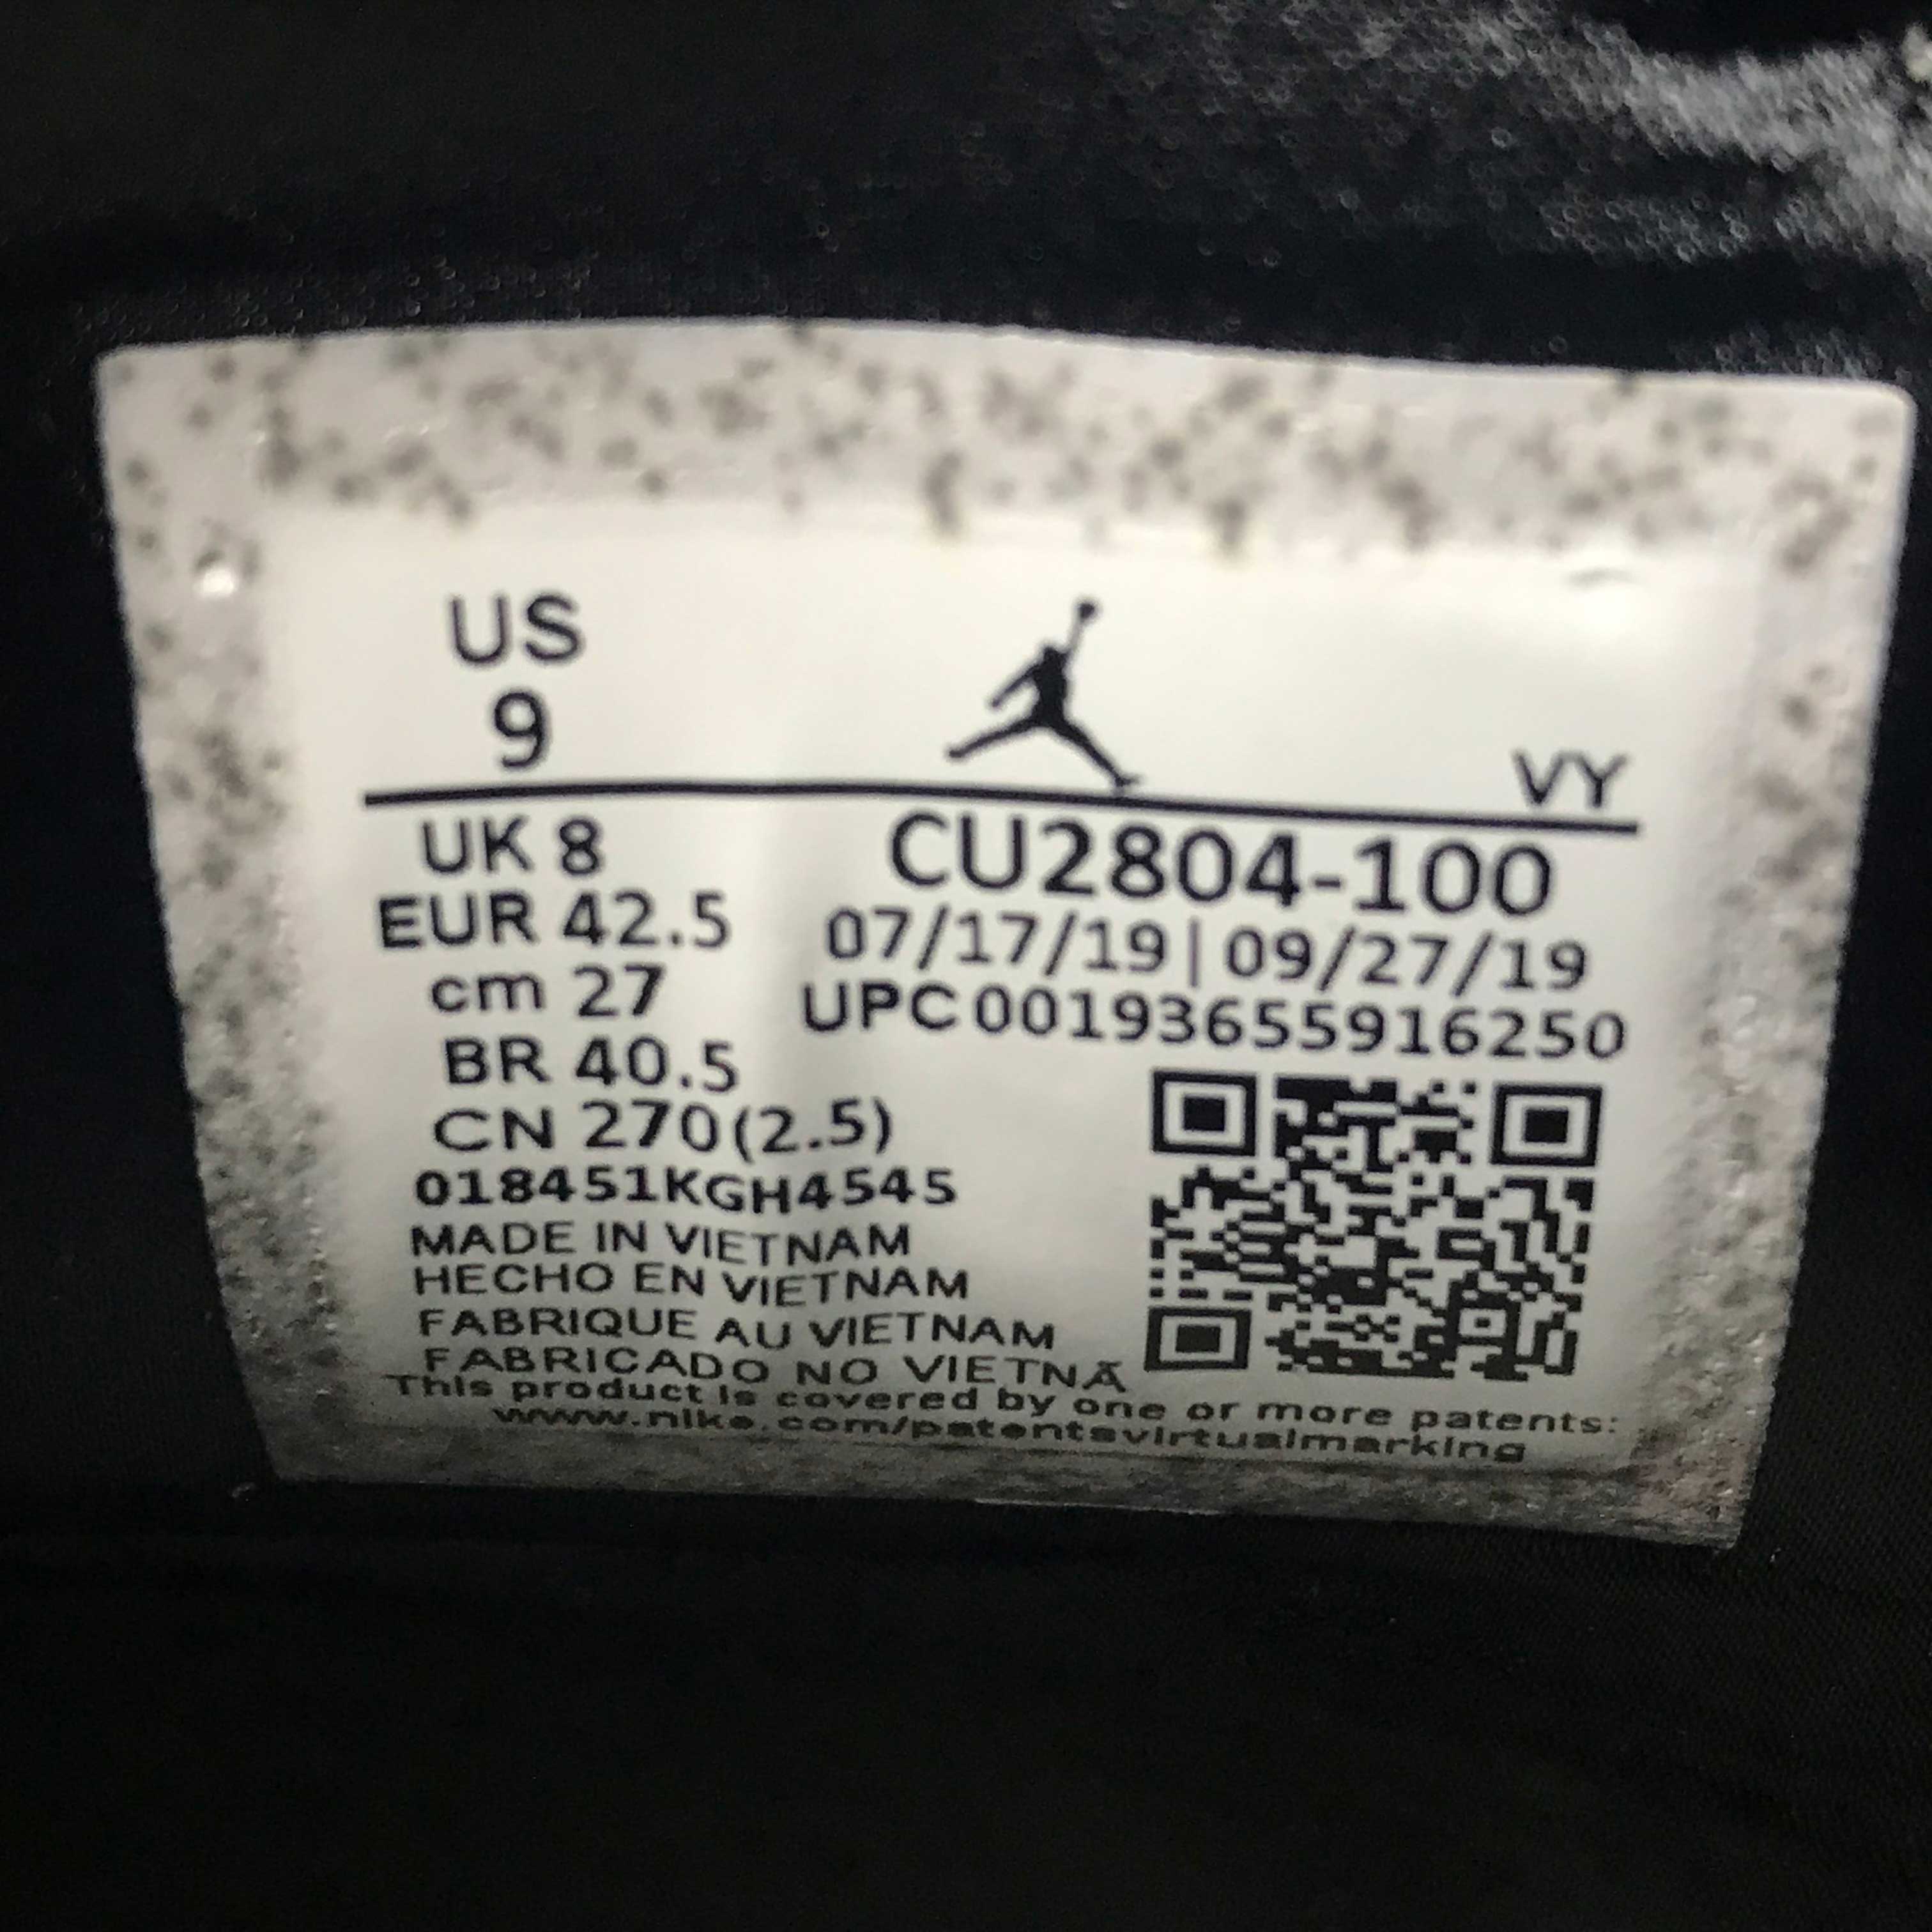 US
9
VY
UK 8
EUR 42.5
cm 27
BR 40.5
CN 270(2.5)
CU2804-100
07/17/19|09/27/19
UPC00193655916250
018451KGH4545
MADE IN VIETNAM
HECHO EN VIETNAM
FABRIQUE AU VIETNAM
FABRICADO NO VIETNÃ
This product is covered by one or more patents:
www.nike.com/patentsvirtualmarking